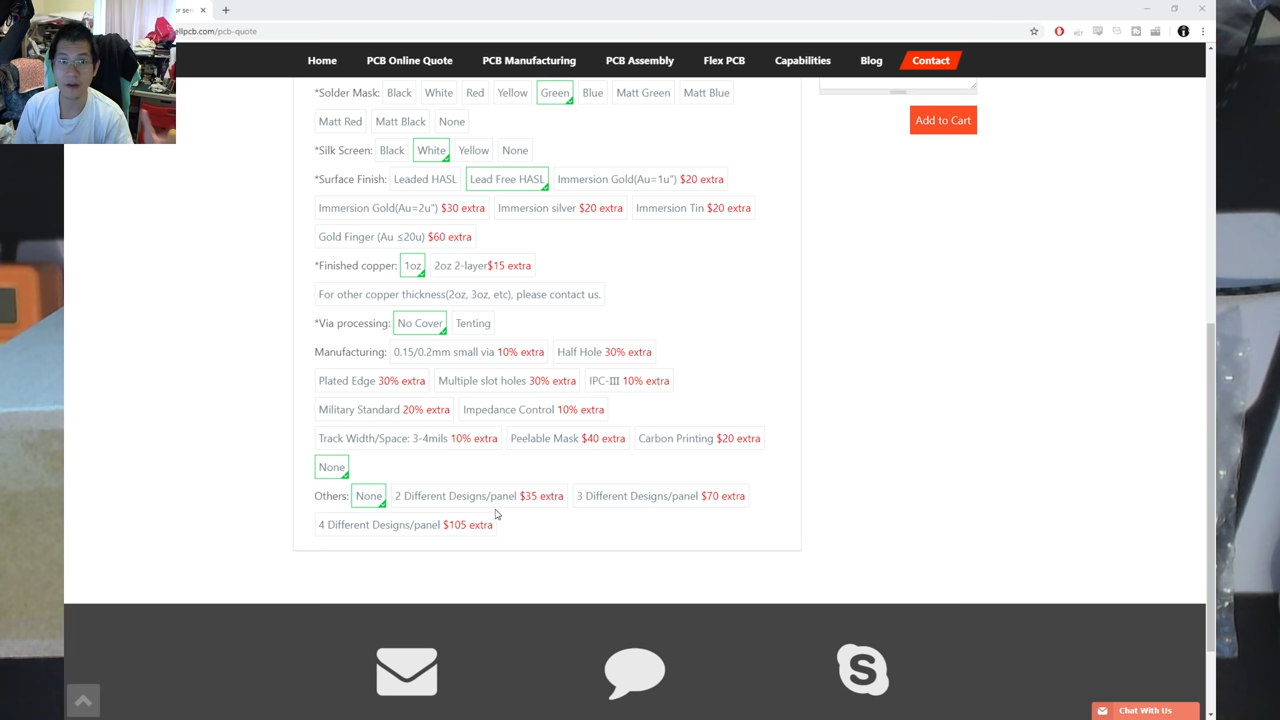 or ser
ellpcb.com/pcb-quote
Home PCB Online Quote PCB Manufacturing PCB Assembly Flex PCB Capabilities Blog Contact
*Solder Mask: Black White Red Yellow Green Blue Matt Green Matt Blue
Matt Red Matt Black None
Add to Cart
*Silk Screen: Black White Yellow None
*Surface Finish: Leaded HASL Lead Free HASL Immersion Gold(Au=1u") $20 extra
Immersion Gold(Au=2u") $30 extra Immersion silver $20 extra Immersion Tin $20 extra
Gold Finger (Au ≤20u) $60 extra
*Finished copper: 1oz 2oz 2-layer$15 extra
For other copper thickness(2oz, 3oz, etc), please contact us.
*Via processing: No Cover Tenting
Manufacturing: 0.15/0.2mm small via 10% extra Half Hole 30% extra
Plated Edge 30% extra Multiple slot holes 30% extra IPC-III 10% extra
Military Standard 20% extra Impedance Control 10% extra
Track Width/Space: 3-4mils 10% extra Peelable Mask $40 extra Carbon Printing $20 extra
None
Others: None 2 Different Designs/panel $35 extra 3 Different Designs/panel $70 extra
4 Different Designs/panel $105 extra
S
Chat With Us